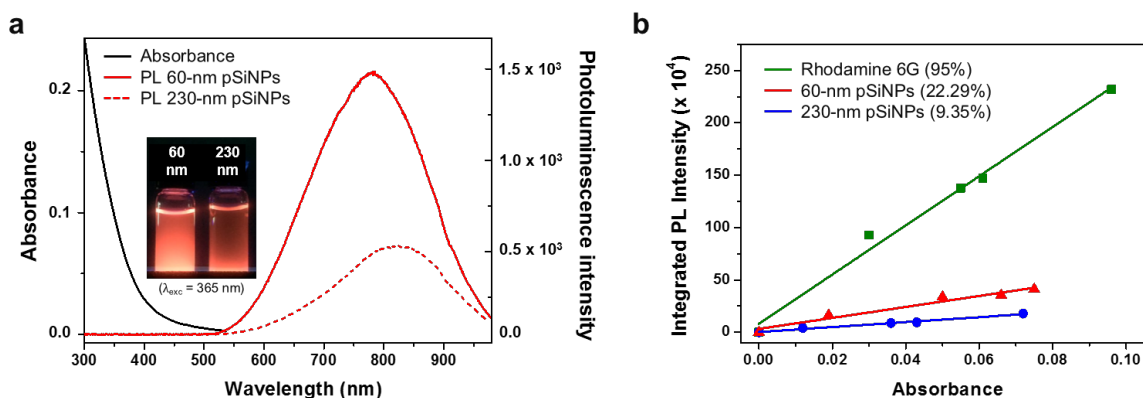 a
Absorbance
PL 60-nm pSiNPs
PL 230-nm pSiNPs
60 nm
230 nm
(λexc = 365 nm)
0.2
0.1
0.0
Absorbance
1.5 x 10³
1.0 x 10³
0.5 x 10³
0.0
Photoluminescence intensity
300 400 500 600 700 800 900
Wavelength (nm)
b
Rhodamine 6G (95%)
60-nm pSiNPs (22.29%)
230-nm pSiNPs (9.35%)
250
200
150
100
50
0
Integrated PL Intensity (x 10⁴)
0.00 0.02 0.04 0.06 0.08 0.10
Absorbance